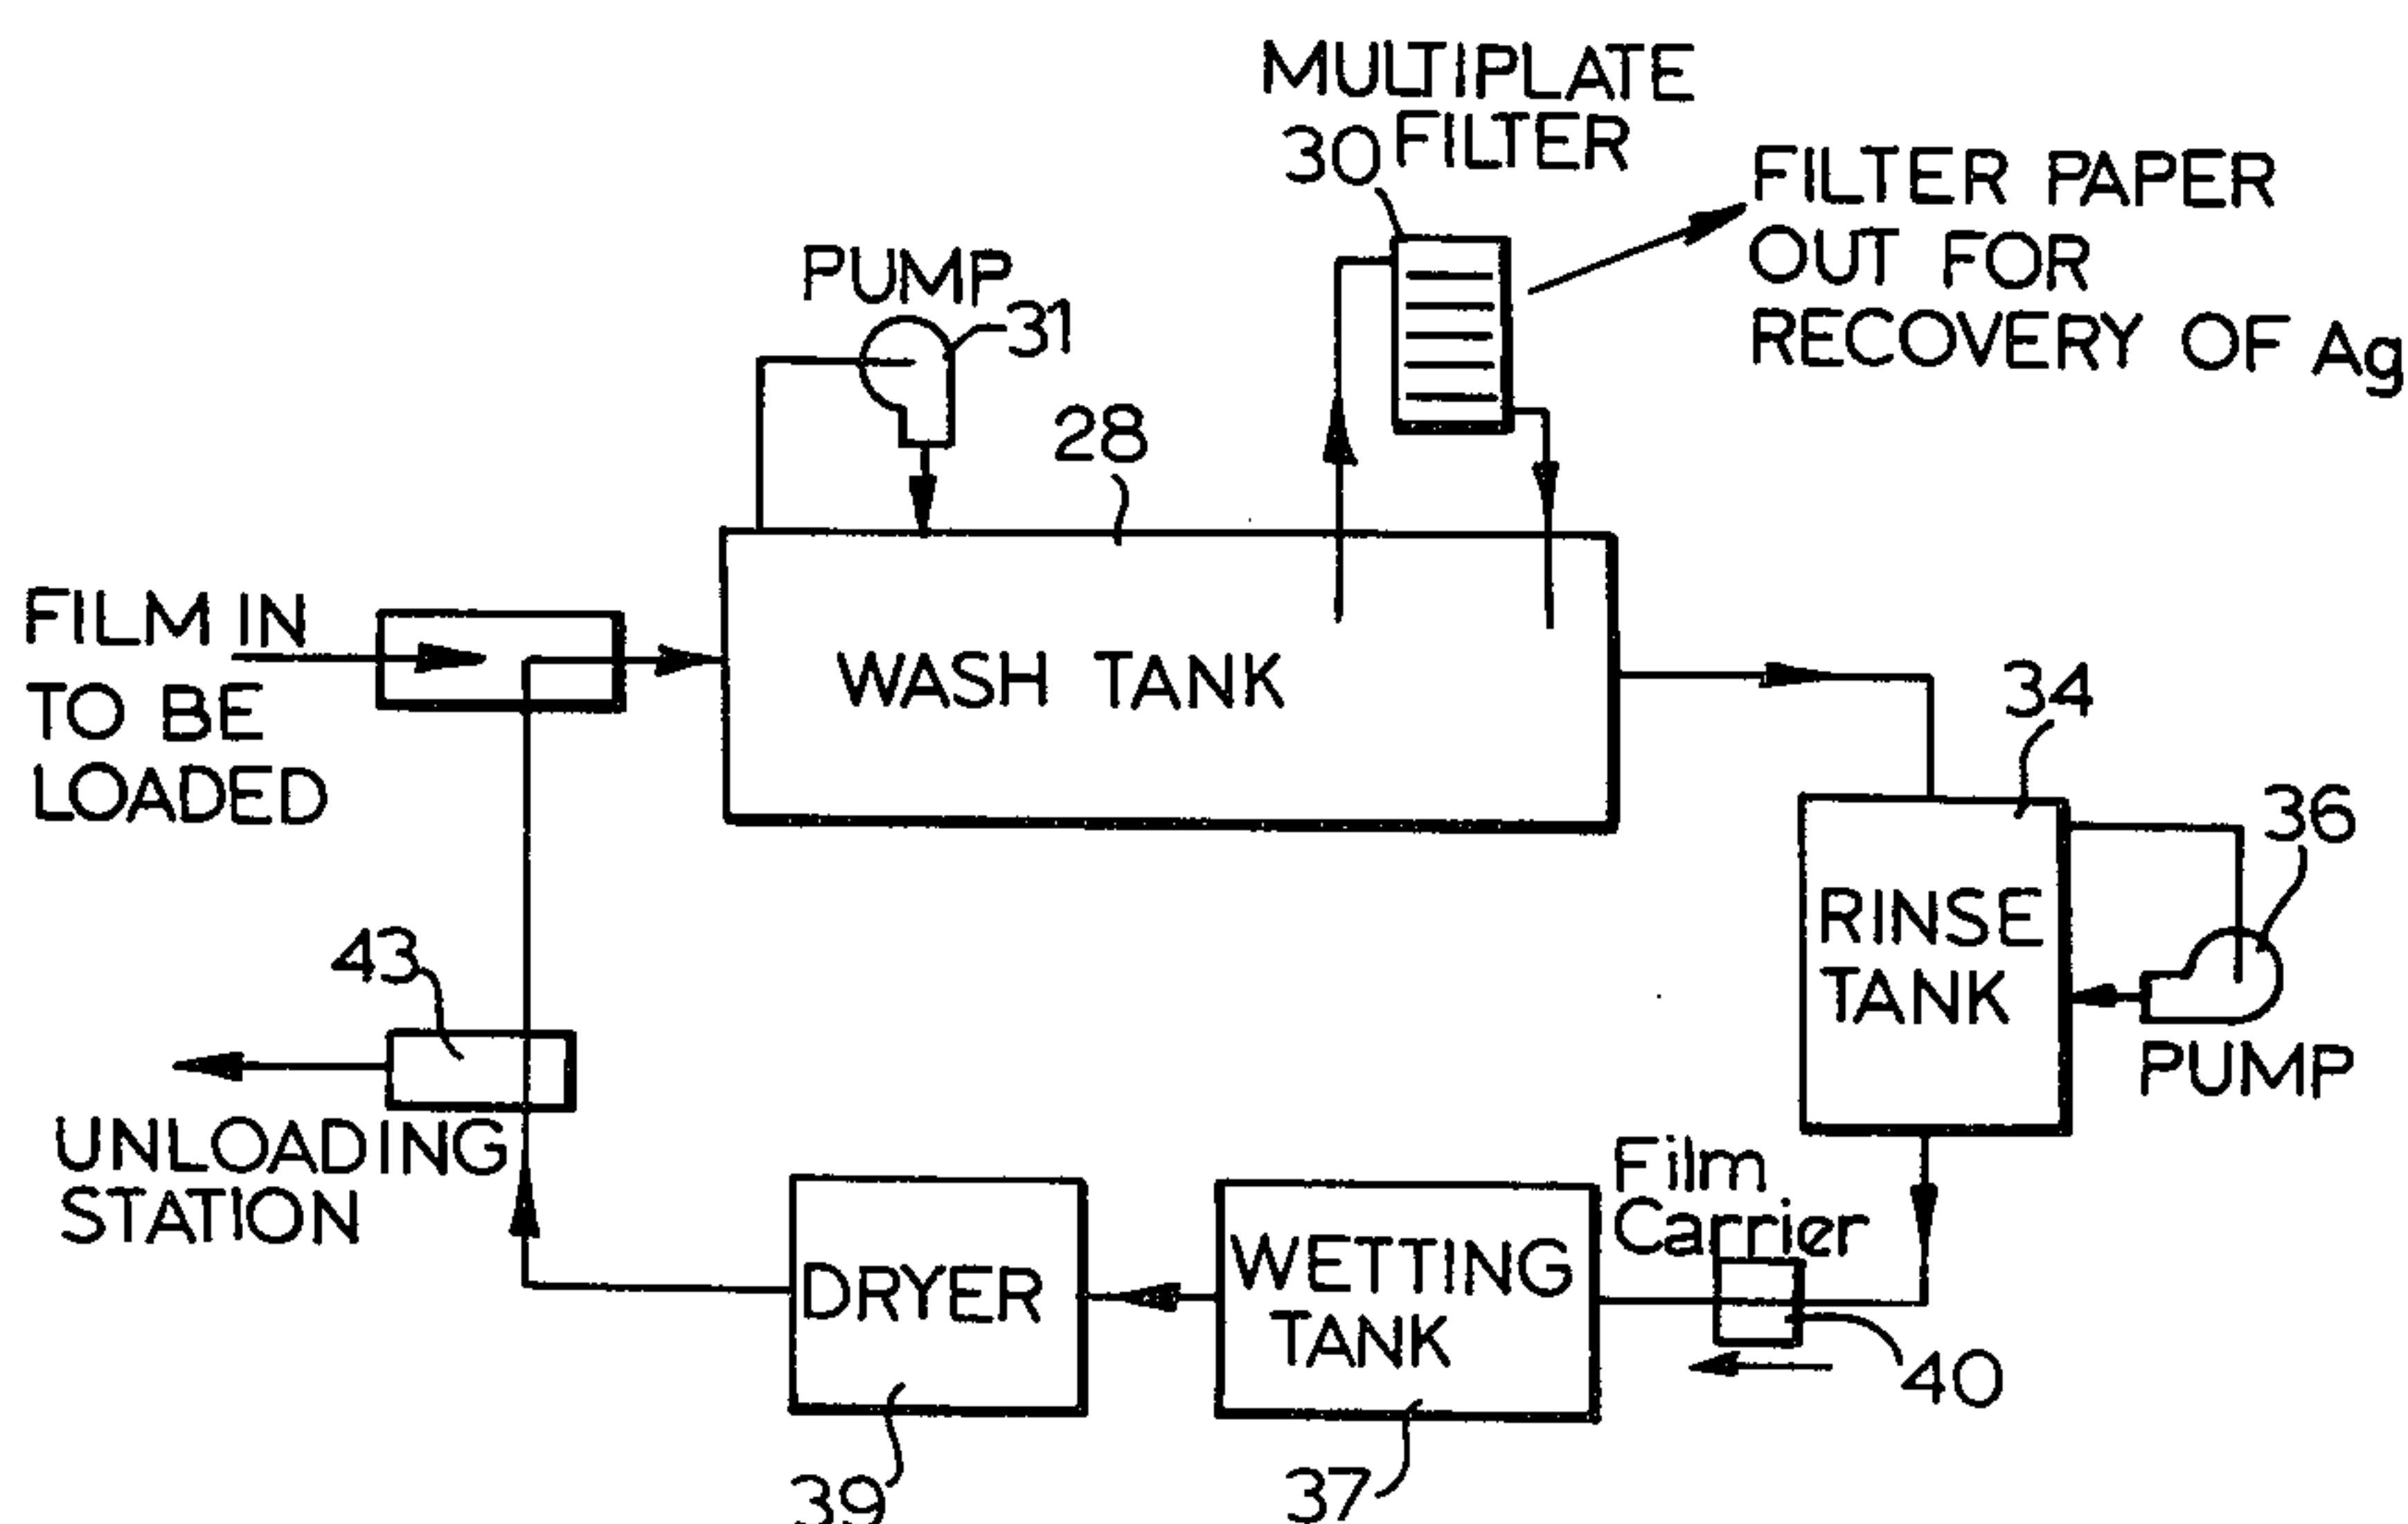 MULTIPLATE
30 FILTER
FILTER PAPER
OUT FOR
RECOVERY OF Ag
PUMP
31
28
FILM IN
TO BE
LOADED
WASH TANK
34
36
RINSE
TANK
PUMP
43
UNLOADING
STATION
Film
Carrier
40
WETTING
TANK
37
DRYER
39